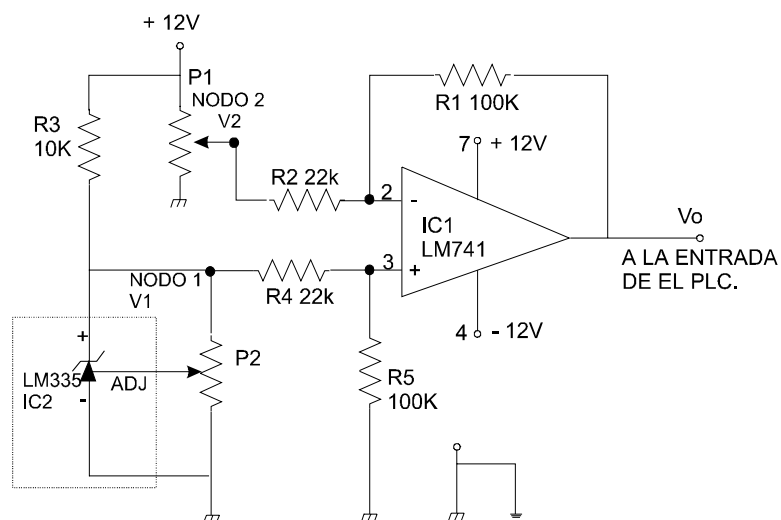 + 12V
P1
NODO 2
V2
R3
10K
R1 100K
7
+ 12V
R2 22k
2
-
IC1
LM741
Vo
A LA ENTRADA
DE EL PLC.
NODO 1
V1
R4 22k
3
+
4
- 12V
+
LM335
IC2
ADJ
-
P2
R5
100K